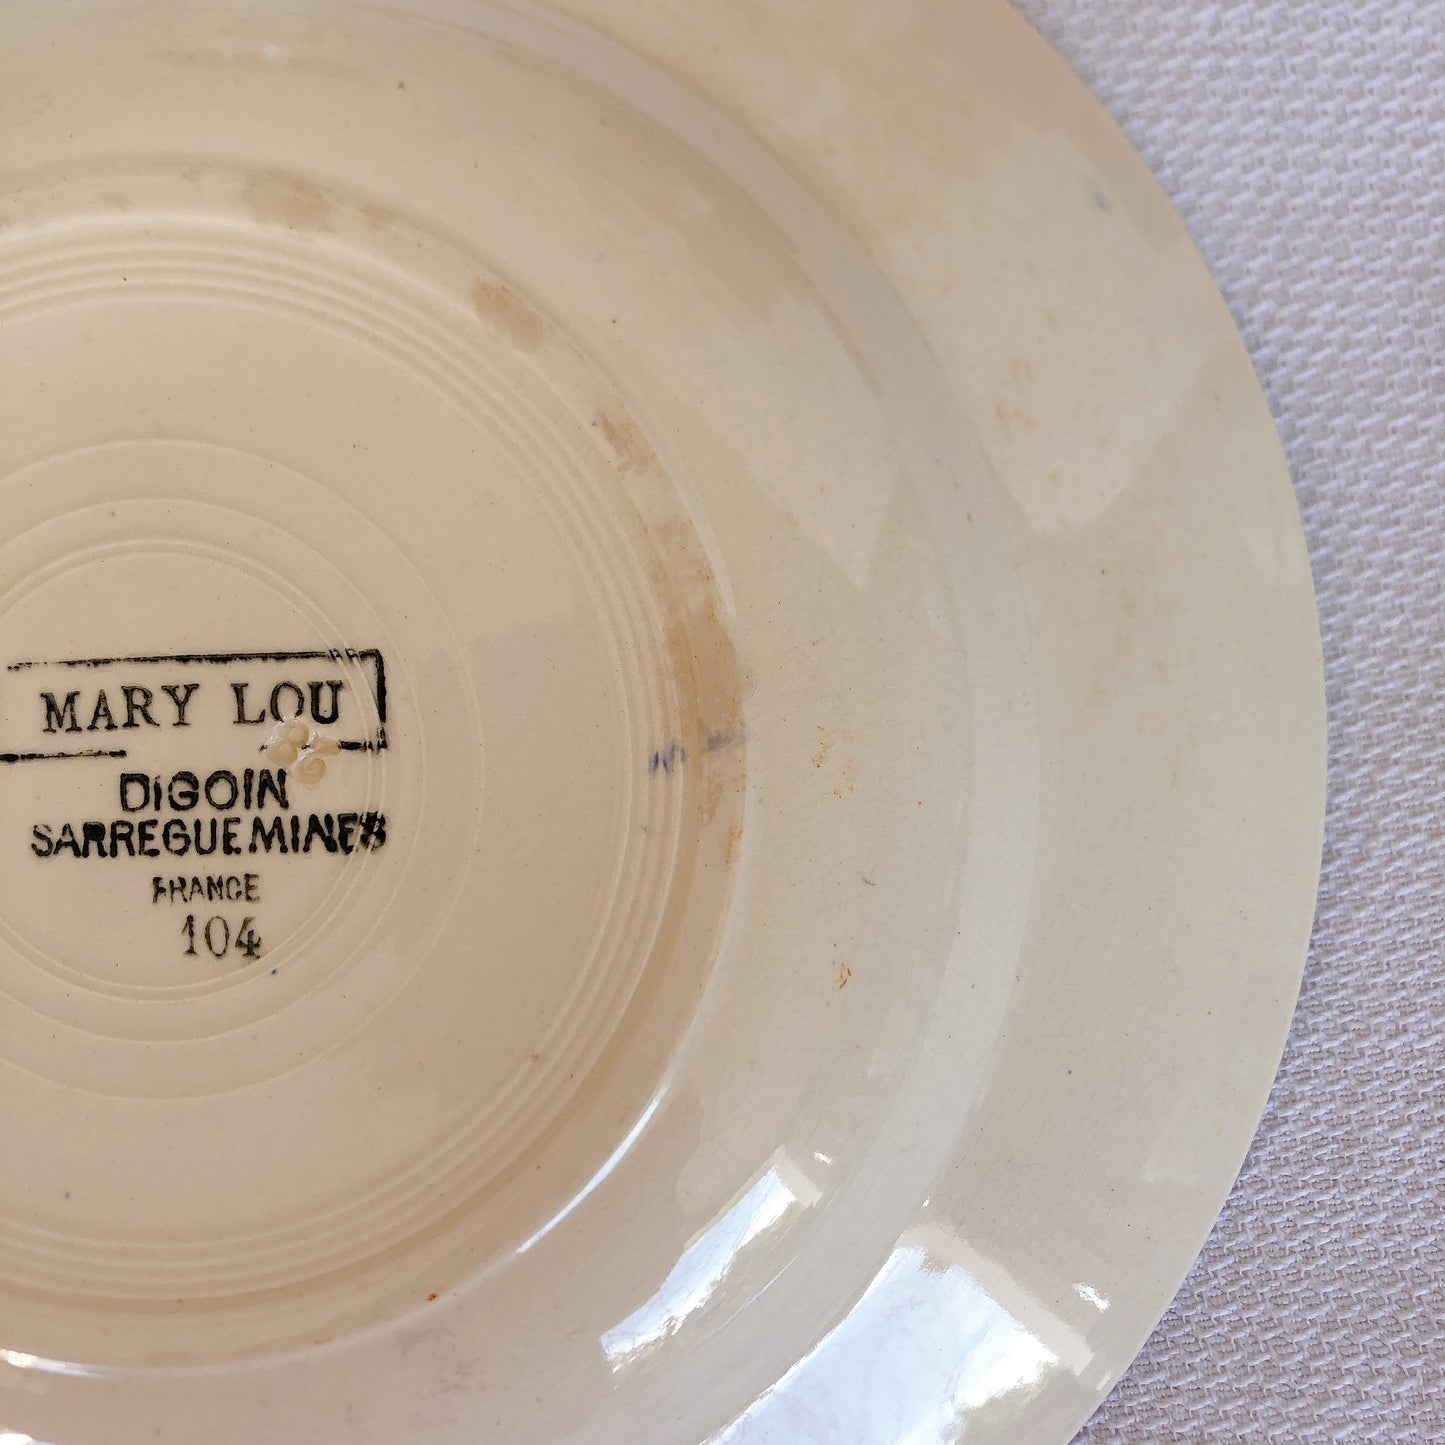 MARY LOU
DIGOIN
SARREGUEMINES
FRANCE
104